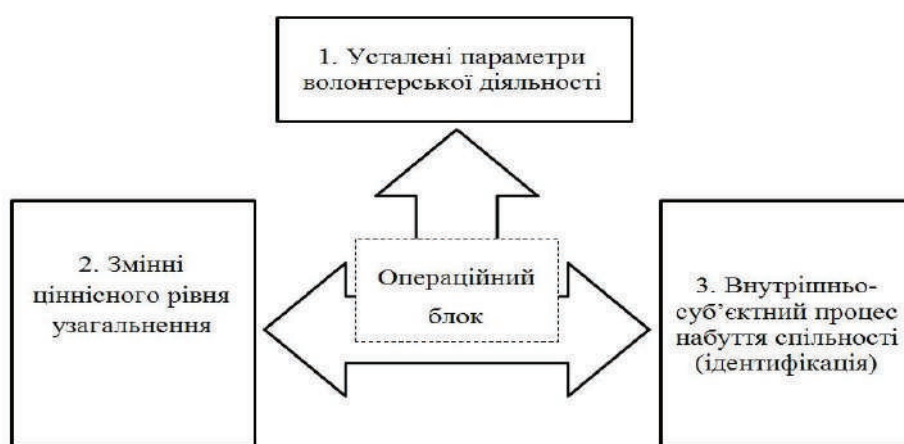 1. Усталені параметри
волонтерської діяльності
2. Змінні
ціннісного рівня
узагальнення
Операційний
блок
3. Внутрішньо-
суб’єктний процес
набуття спільності
(ідентифікація)